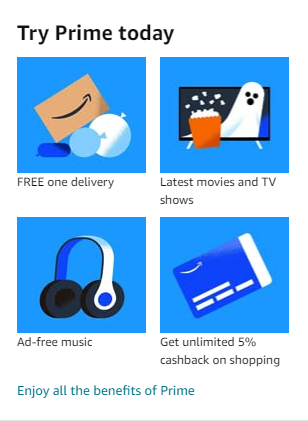 Try Prime today
FREE one delivery
Latest movies and TV
shows
Ad-free music
Get unlimited 5%
cashback on shopping
Enjoy all the benefits of Prime